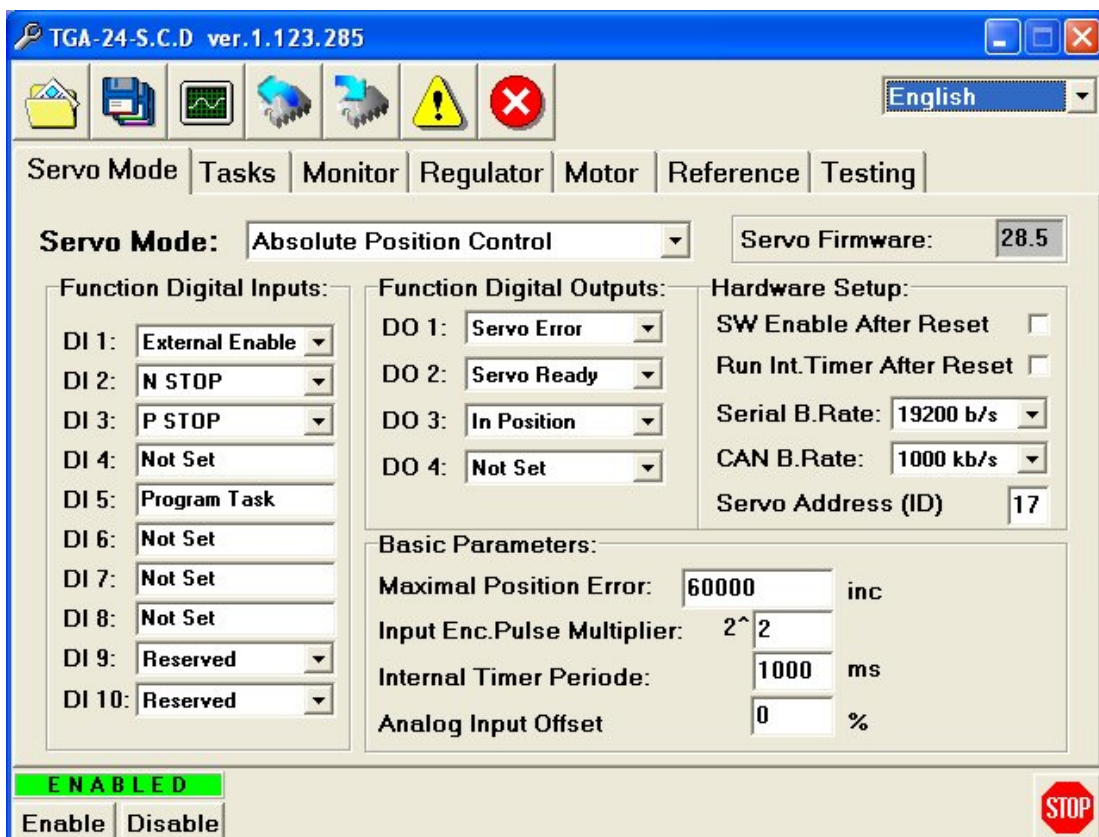 TGA-24-S.C.D ver.1.123.285
English
Servo Mode
Tasks
Monitor
Regulator
Motor
Reference
Testing
Servo Mode:
Absolute Position Control
Servo Firmware:
28.5
Function Digital Inputs:
DI 1: External Enable
DI 2: N STOP
DI 3: P STOP
DI 4: Not Set
DI 5: Program Task
DI 6: Not Set
DI 7: Not Set
DI 8: Not Set
DI 9: Reserved
DI 10: Reserved
Function Digital Outputs:
DO 1: Servo Error
DO 2: Servo Ready
DO 3: In Position
DO 4: Not Set
Hardware Setup:
SW Enable After Reset
Run Int.Timer After Reset
Serial B.Rate: 19200 b/s
CAN B.Rate: 1000 kb/s
Servo Address (ID) 17
Basic Parameters:
Maximal Position Error: 60000 inc
Input Enc.Pulse Multiplier: 2^ 2
Internal Timer Periode: 1000 ms
Analog Input Offset 0 %
ENABLED
Enable
Disable
STOP